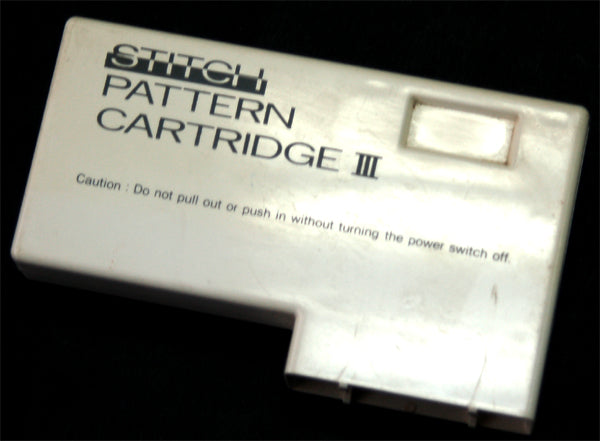 STITCH
PATTERN
CARTRIDGE III
Caution : Do not pull out or push in without turning the power switch off.